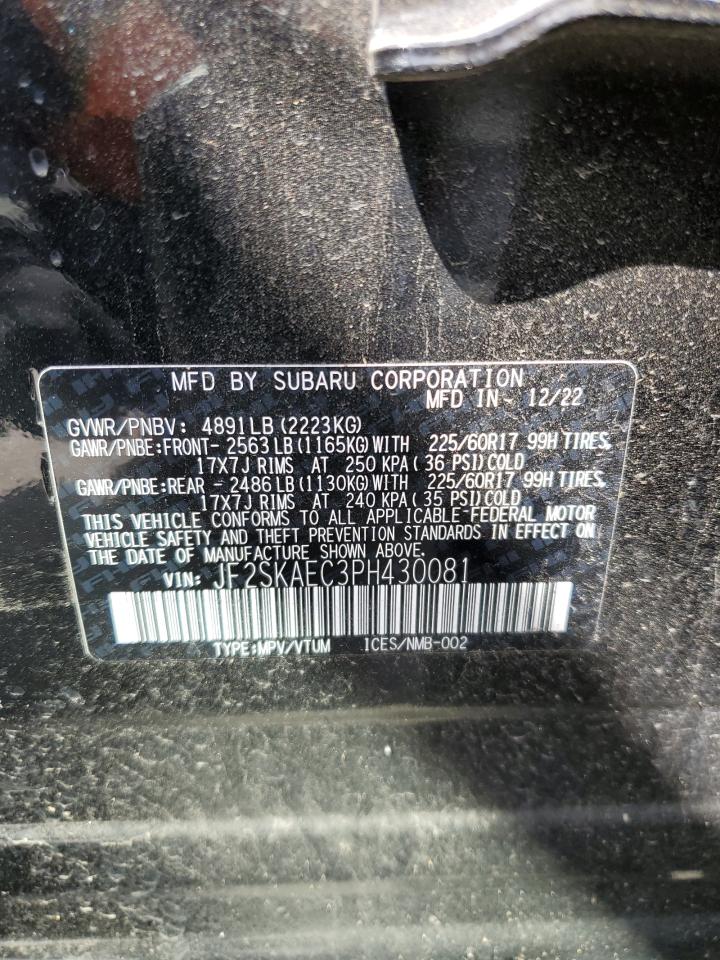 MFD BY SUBARU CORPORATION
MFD IN- 12/22
GVWR/PNBV: 4891LB (2223KG)
GAWR/PNBE:FRONT- 2563 LB (1165KG) WITH 225/60R17 99H TIRES,
17X7J RIMS AT 250 KPA (36 PSI) COLD
GAWR/PNBE:REAR - 2486 LB (1130KG) WITH 225/60R17 99H TIRES,
17X7J RIMS AT 240 KPA (35 PSI) COLD
THIS VEHICLE CONFORMS TO ALL APPLICABLE FEDERAL MOTOR
VEHICLE SAFETY AND THEFT PREVENTION STANDARDS IN EFFECT ON
THE DATE OF MANUFACTURE SHOWN ABOVE.
VIN: JF2SKAEC3PH430081
TYPE:MPV/VTUM ICES/NMB-002